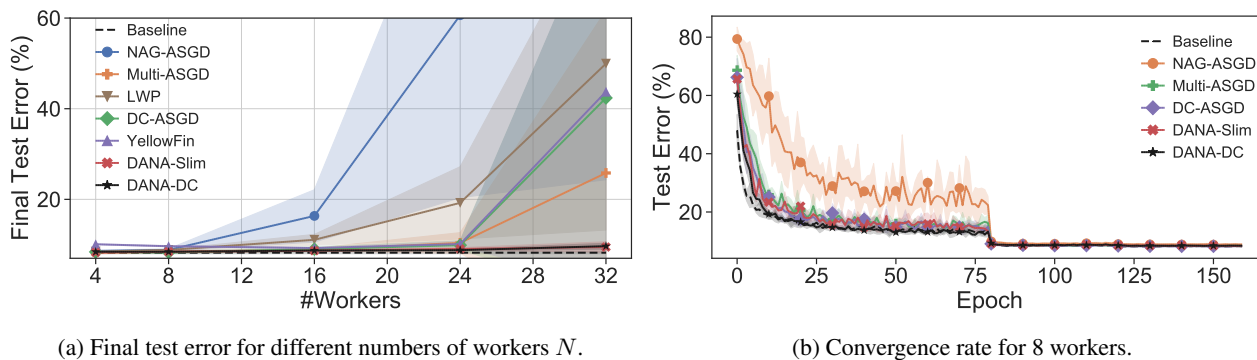 60
40
20
Final Test Error (%)
Baseline
NAG-ASGD
Multi-ASGD
LWP
DC-ASGD
YellowFin
DANA-Slim
DANA-DC
4 8 12 16 20 24 28 32
#Workers
(a) Final test error for different numbers of workers N.
80
60
40
20
Test Error (%)
Baseline
NAG-ASGD
Multi-ASGD
DC-ASGD
DANA-Slim
DANA-DC
0 25 50 75 100 125 150
Epoch
(b) Convergence rate for 8 workers.